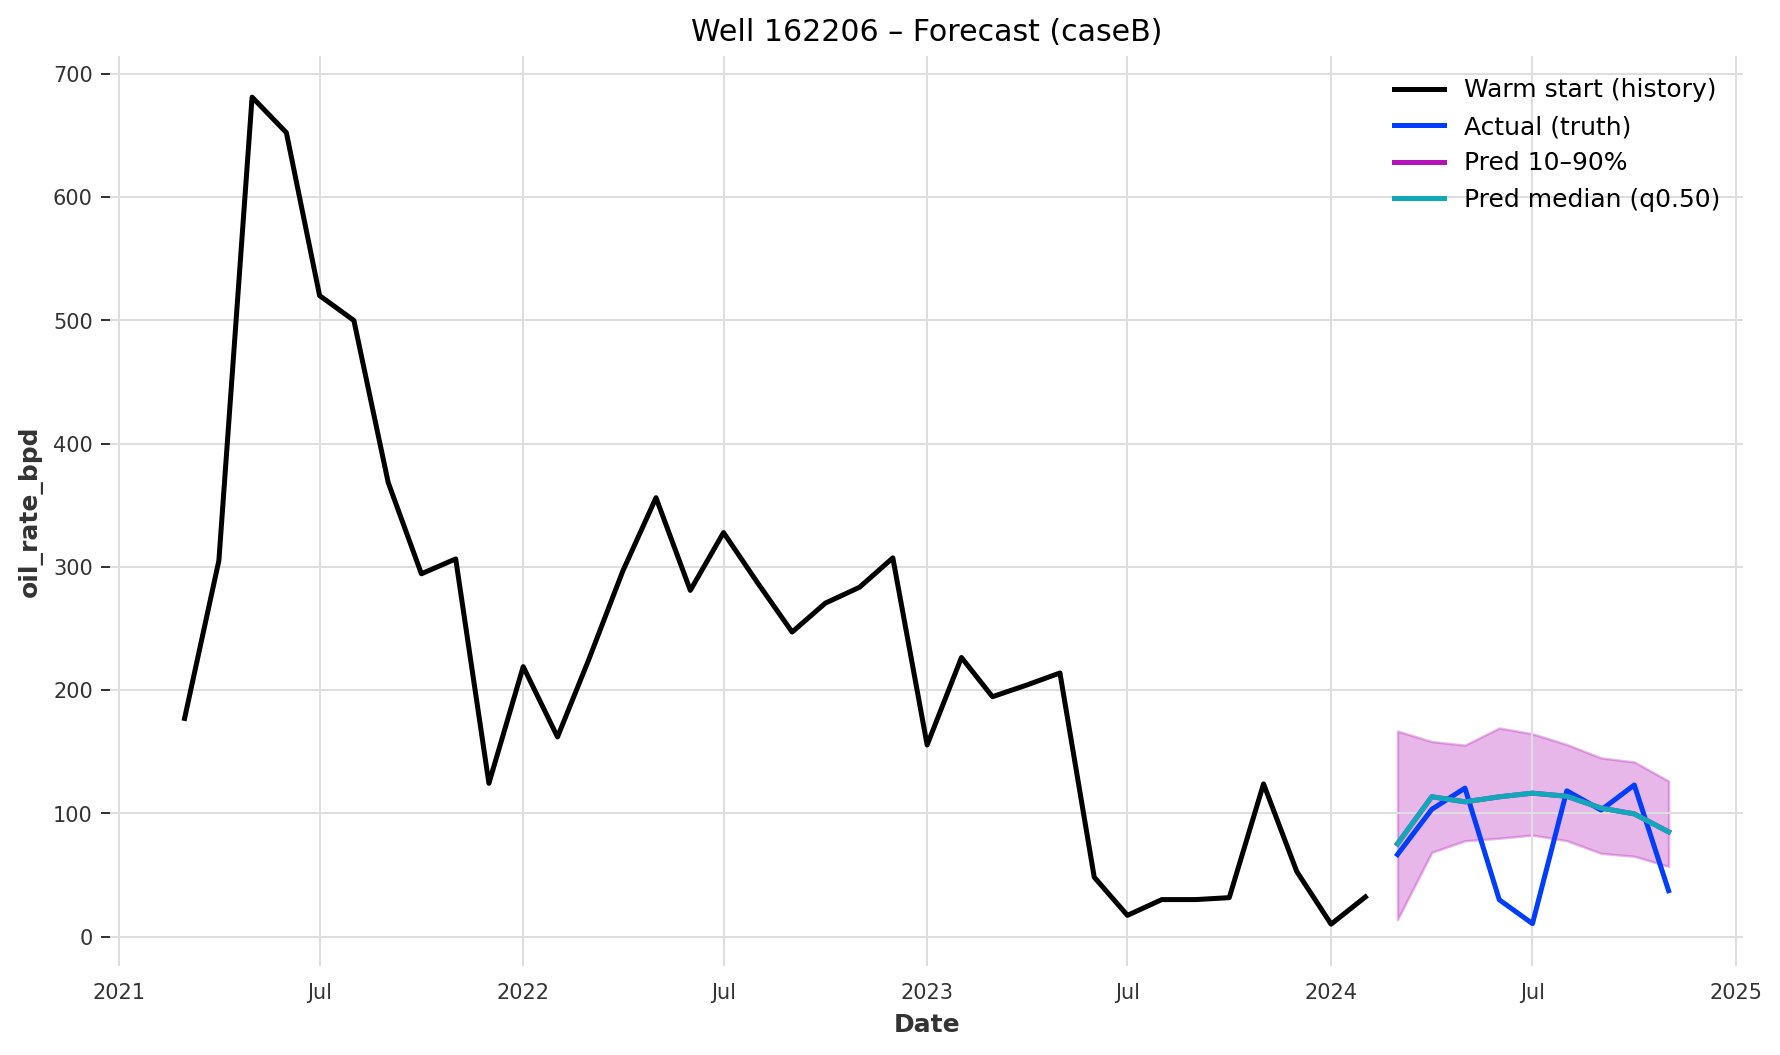 Well 162206 – Forecast (caseB)
Warm start (history)
Actual (truth)
Pred 10–90%
Pred median (q0.50)
oil_rate_bpd
700
600
500
400
300
200
100
0
2021
Jul
2022
Jul
2023
Jul
2024
Jul
2025
Date